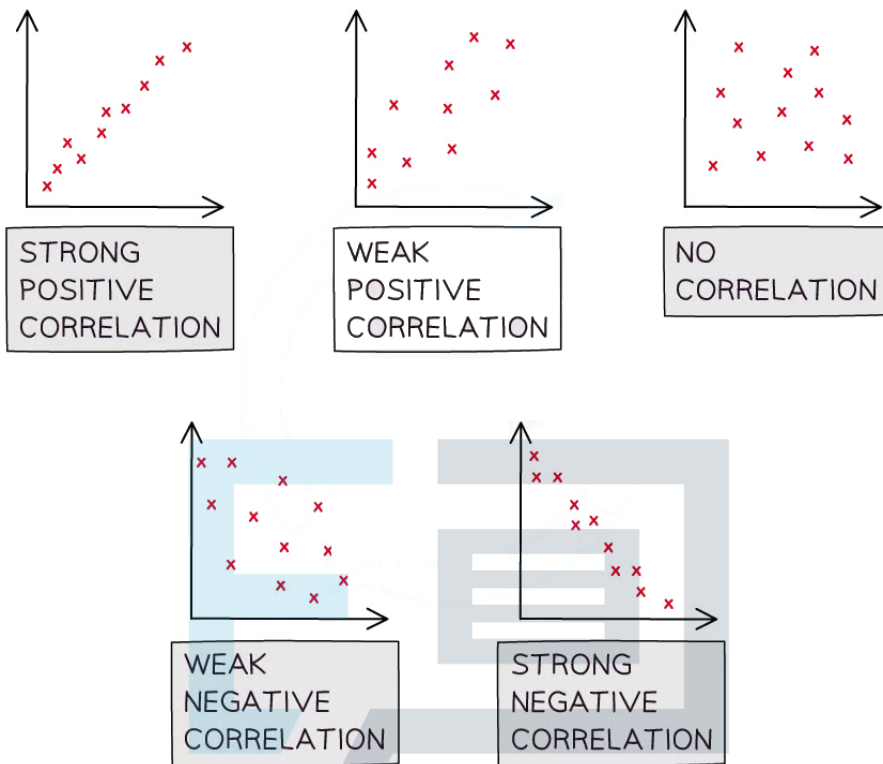 STRONG
POSITIVE
CORRELATION
WEAK
POSITIVE
CORRELATION
NO
CORRELATION
WEAK
NEGATIVE
CORRELATION
STRONG
NEGATIVE
CORRELATION